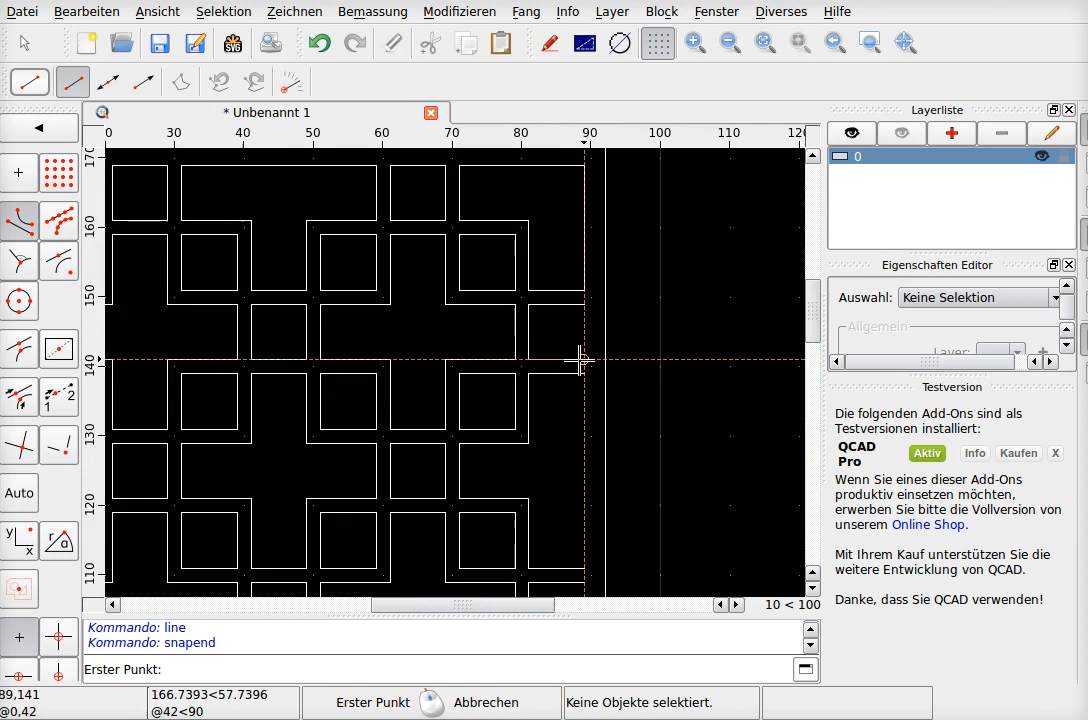 Datei Bearbeiten Ansicht Selektion Zeichnen Bemassung Modifizieren Fang Info Layer Block Fenster Diverses Hilfe
SVG
* Unbenannt 1
0 30 40 50 60 70 80 90 100 110
170
160
150
140
130
120
110
1 2
Auto
y x r a
10 < 100
Kommando: line
Kommando: snapend
Erster Punkt:
89,141
@0,42
166.7393<57.7396
@42<90
Erster Punkt Abbrechen
Keine Objekte selektiert.
Layerliste
0
Eigenschaften Editor
Auswahl: Keine Selektion
Allgemein
Layer:
Testversion
Die folgenden Add-Ons sind als
Testversionen installiert:
QCAD
Pro
Aktiv Info Kaufen X
Wenn Sie eines dieser Add-Ons
produktiv einsetzen möchten,
erwerben Sie bitte die Vollversion von
unserem Online Shop.
Mit Ihrem Kauf unterstützen Sie die
weitere Entwicklung von QCAD.
Danke, dass Sie QCAD verwenden!